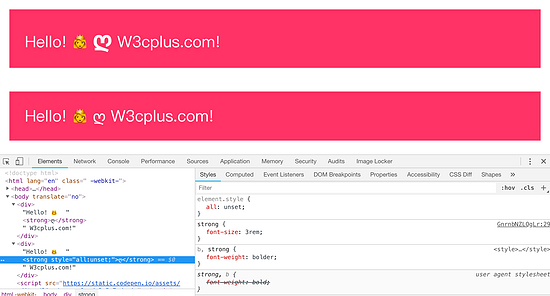 Hello! 👸 ლ W3cplus.com!
Hello! 👸 ლ W3cplus.com!
Elements Network Console Performance Sources Application Memory Security Audits Image Locker
<!doctype html>
<html lang="en" class=" -webkit-">
<head>…</head>
<body translate="no">
<div>
"Hello! 👸 "
<strong>ლ</strong>
" W3cplus.com!"
</div>
<div>
"Hello! 👸 "
<strong style="all:unset;">ლ</strong> == $0
" W3cplus.com!"
</div>
<script src="https://static.codepen.io/assets/
html.-webkit- body div strong
Styles Computed Event Listeners DOM Breakpoints Properties Accessibility CSS Diff Shapes »
Filter :hov .cls +
element.style {
all: unset;
}
strong {
font-size: 3rem;
}
b, strong { <style>…</style>
font-weight: bolder;
}
strong, b { user agent stylesheet
font-weight: bold;
}